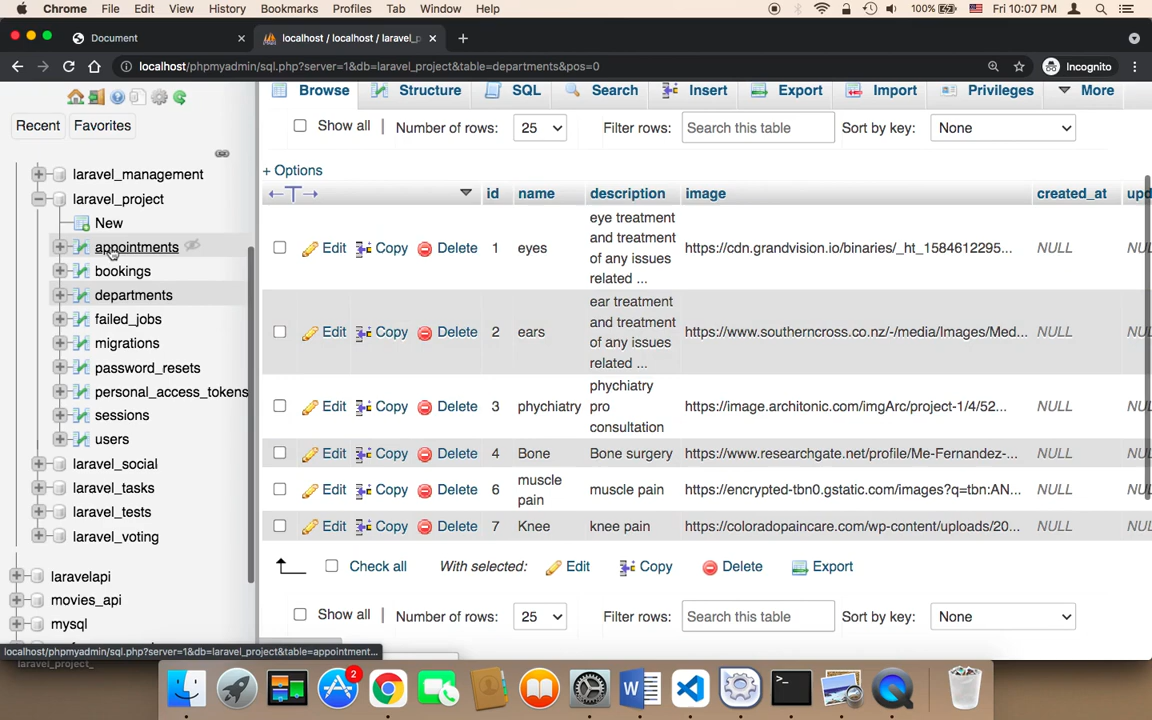 Chrome File Edit View History Bookmarks Profiles Tab Window Help 100% Fri 10:07 PM
Document
localhost / localhost / laravel_p
localhost/phpmyadmin/sql.php?server=1&db=laravel_project&table=departments&pos=0
Incognito
Recent Favorites
Browse Structure SQL Search Insert Export Import Privileges More
Show all Number of rows: 25 Filter rows: Search this table Sort by key: None
+ Options
id name description image created_at upd
Edit Copy Delete 1 eyes eye treatment and treatment of any issues related ... https://cdn.grandvision.io/binaries/_ht_1584612295... NULL NU
Edit Copy Delete 2 ears ear treatment and treatment of any issues related ... https://www.southerncross.co.nz/-/media/Images/Med... NULL NU
Edit Copy Delete 3 phychiatry phychiatry pro consultation https://image.architonic.com/imgArc/project-1/4/52... NULL NU
Edit Copy Delete 4 Bone Bone surgery https://www.researchgate.net/profile/Me-Fernandez-... NULL NU
Edit Copy Delete 6 muscle pain muscle pain https://encrypted-tbn0.gstatic.com/images?q=tbn:AN... NULL NU
Edit Copy Delete 7 Knee knee pain https://coloradopaincare.com/wp-content/uploads/20... NULL NU
Check all With selected: Edit Copy Delete Export
Show all Number of rows: 25 Filter rows: Search this table Sort by key: None
laravel_management
laravel_project
New
appointments
bookings
departments
failed_jobs
migrations
password_resets
personal_access_tokens
sessions
users
laravel_social
laravel_tasks
laravel_tests
laravel_voting
laravelapi
movies_api
mysql
localhost/phpmyadmin/sql.php?server=1&db=laravel_project&table=appointment...
laravel_project_
2